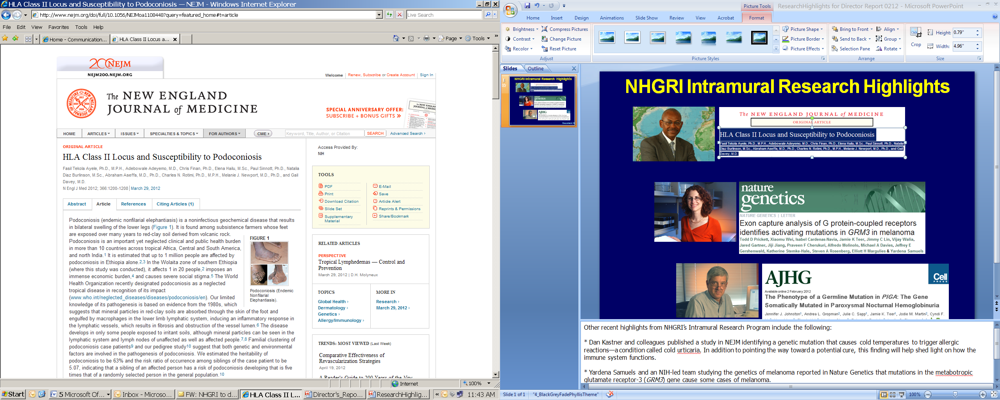 HLA Class II Locus and Susceptibility to Podoconiosis — NEJM - Windows Internet Explorer
http://www.nejm.org/doi/full/10.1056/NEJMoa1108448?query=featured_home#t=article
Live Search
File Edit View Favorites Tools Help
Home - Communication...
HLA Class II Locus a...
Page
Tools
200 NEJM
NEJM200.NEJM.ORG
Welcome
Renew, Subscribe or Create Account
Sign In
The NEW ENGLAND
JOURNAL of MEDICINE
SPECIAL ANNIVERSARY OFFER:
SUBSCRIBE + BONUS GIFTS »
HOME
ARTICLES
ISSUES
SPECIALTIES & TOPICS
FOR AUTHORS
CME ›
Keyword, Title, Author, or Citation
SEARCH
Advanced Search ›
ORIGINAL ARTICLE
HLA Class II Locus and Susceptibility to Podoconiosis
Fasil Tekola Ayele, Ph.D., M.P.H., Adebowale Adeyemo, M.D., Chris Finan, Ph.D., Elena Hailu, M.Sc., Paul Sinnott, Ph.D., Natalia
Diaz Burlinson, M.Sc., Abraham Aseffa, M.D., Ph.D., Charles N. Rotimi, Ph.D., M.P.H., Melanie J. Newport, M.D., Ph.D., and Gail
Davey, M.D.
N Engl J Med 2012; 366:1200-1208 | March 29, 2012
Abstract
Article
References
Citing Articles (1)
Podoconiosis (endemic nonfilarial elephantiasis) is a noninfectious geochemical disease that results
in bilateral swelling of the lower legs (Figure 1). It is found among subsistence farmers whose feet
are exposed over many years to red-clay soil derived from volcanic rock.
Podoconiosis is an important yet neglected clinical and public health burden
in more than 10 countries across tropical Africa, Central and South America,
and north India.1 It is estimated that up to 1 million people are affected by
podoconiosis in Ethiopia alone.2,3 In the Wolaita zone of southern Ethiopia
(where this study was conducted), it affects 1 in 20 people,2 imposes an
immense economic burden,4 and causes severe social stigma.5 The World
Health Organization recently designated podoconiosis as a neglected
tropical disease in recognition of its impact
(www.who.int/neglected_diseases/diseases/podoconiosis/en). Our limited
knowledge of its pathogenesis is based on evidence from the 1980s, which
suggests that mineral particles in red-clay soils are absorbed through the skin of the foot and
engulfed by macrophages in the lower limb lymphatic system, inducing an inflammatory response in
the lymphatic vessels, which results in fibrosis and obstruction of the vessel lumen.6 The disease
develops in only some people exposed to irritant soils, although mineral particles can be seen in the
lymphatic system and lymph nodes of unaffected as well as affected people.7,8 Familial clustering of
podoconiosis case patients9 and our pedigree study10 suggest that both genetic and environmental
factors are involved in the pathogenesis of podoconiosis. We estimated the heritability of
podoconiosis to be 63% and the risk ratio of occurrence among siblings of the case patient to be
5.07, indicating that a sibling of an affected person has a risk of podoconiosis developing that is five
times that of a randomly selected person in the general population.10
FIGURE 1
Podoconiosis (Endemic
Nonfilarial
Elephantiasis).
Access Provided By:
NIH
TOOLS
PDF
Print
Download Citation
Slide Set
Supplementary
Material
E-Mail
Save
Article Alert
Reprints & Permissions
Share/Bookmark
RELATED ARTICLES
PERSPECTIVE
Tropical Lymphedemas — Control and
Prevention
March 29, 2012 | D.H. Molyneux
TOPICS
Global Health ›
Dermatology ›
Genetics ›
Allergy/Immunology ›
MORE IN
Research ›
March 29, 2012 ›
TRENDS: MOST VIEWED (Last Week)
Comparative Effectiveness of
Revascularization Strategies
April 19, 2012
A Reader's Guide to 200 Years of the New
Internet
100%
Start
5 Microsoft Of...
Inbox - Microso...
FW: NHGRI to d...
HLA Class II L...
Director's_Repo...
ResearchHighlig...
11:43 AM
Picture Tools
ResearchHighlights for Director Report 0212 - Microsoft PowerPoint
Home Insert Design Animations Slide Show Review View Acrobat Format
Brightness
Contrast
Recolor
Compress Pictures
Change Picture
Reset Picture
Adjust
Picture Styles
Picture Shape
Picture Border
Picture Effects
Bring to Front
Send to Back
Selection Pane
Align
Group
Rotate
Arrange
Crop
Height: 0.79"
Width: 4.96"
Size
Slides
Outline
1
NHGRI Intramural Research Highlights
The NEW ENGLAND JOURNAL of MEDICINE
ORIGINAL ARTICLE
HLA Class II Locus and Susceptibility to Podoconiosis
Fasil Tekola Ayele, Ph.D., M.P.H., Adebowale Adeyemo, M.D., Chris Finan, Ph.D., Elena Hailu, M.Sc., Paul Sinnott, Ph.D., Natalia
Diaz Burlinson, M.Sc., Abraham Aseffa, M.D., Ph.D., Charles N. Rotimi, Ph.D., M.P.H., Melanie J. Newport, M.D., Ph.D., and Gail
Davey, M.D.
nature
genetics
NATURE GENETICS | LETTER
Exon capture analysis of G protein-coupled receptors
identifies activating mutations in GRM3 in melanoma
Todd D Prickett, Xiaomu Wei, Isabel Cardenas-Navia, Jamie K Teer, Jimmy C Lin, Vijay Walia,
Jared Gartner, Jiji Jiang, Praveen F Cherukuri, Alfredo Molinolo, Michael A Davies, Jeffrey E
Gershenwald, Katherine Stemke-Hale, Steven A Rosenberg, Elliott H Margulies & Yardena Samuels
AJHG
Cell
PRESS
Available online 2 February 2012
The Phenotype of a Germline Mutation in PIGA: The Gene
Somatically Mutated in Paroxysmal Nocturnal Hemoglobinuria
Jennifer J. Johnston1, Andrea L. Gropman2, Julie C. Sapp1, Jamie K. Teer1, Jodie M. Martin2, Cyndi F.
Other recent highlights from NHGRI's Intramural Research Program include the following:
* Dan Kastner and colleagues published a study in NEJM identifying a genetic mutation that causes cold temperatures to trigger allergic
reactions—a condition called cold urticaria. In addition to pointing the way toward a potential cure, this finding will help shed light on how the
immune system functions.
* Yardena Samuels and an NIH-led team studying the genetics of melanoma reported in Nature Genetics that mutations in the metabotropic
glutamate receptor-3 (GRM3) gene cause some cases of melanoma.
Slide 1 of 1
"4_BlackGreyFadePhyllisTheme"
100%